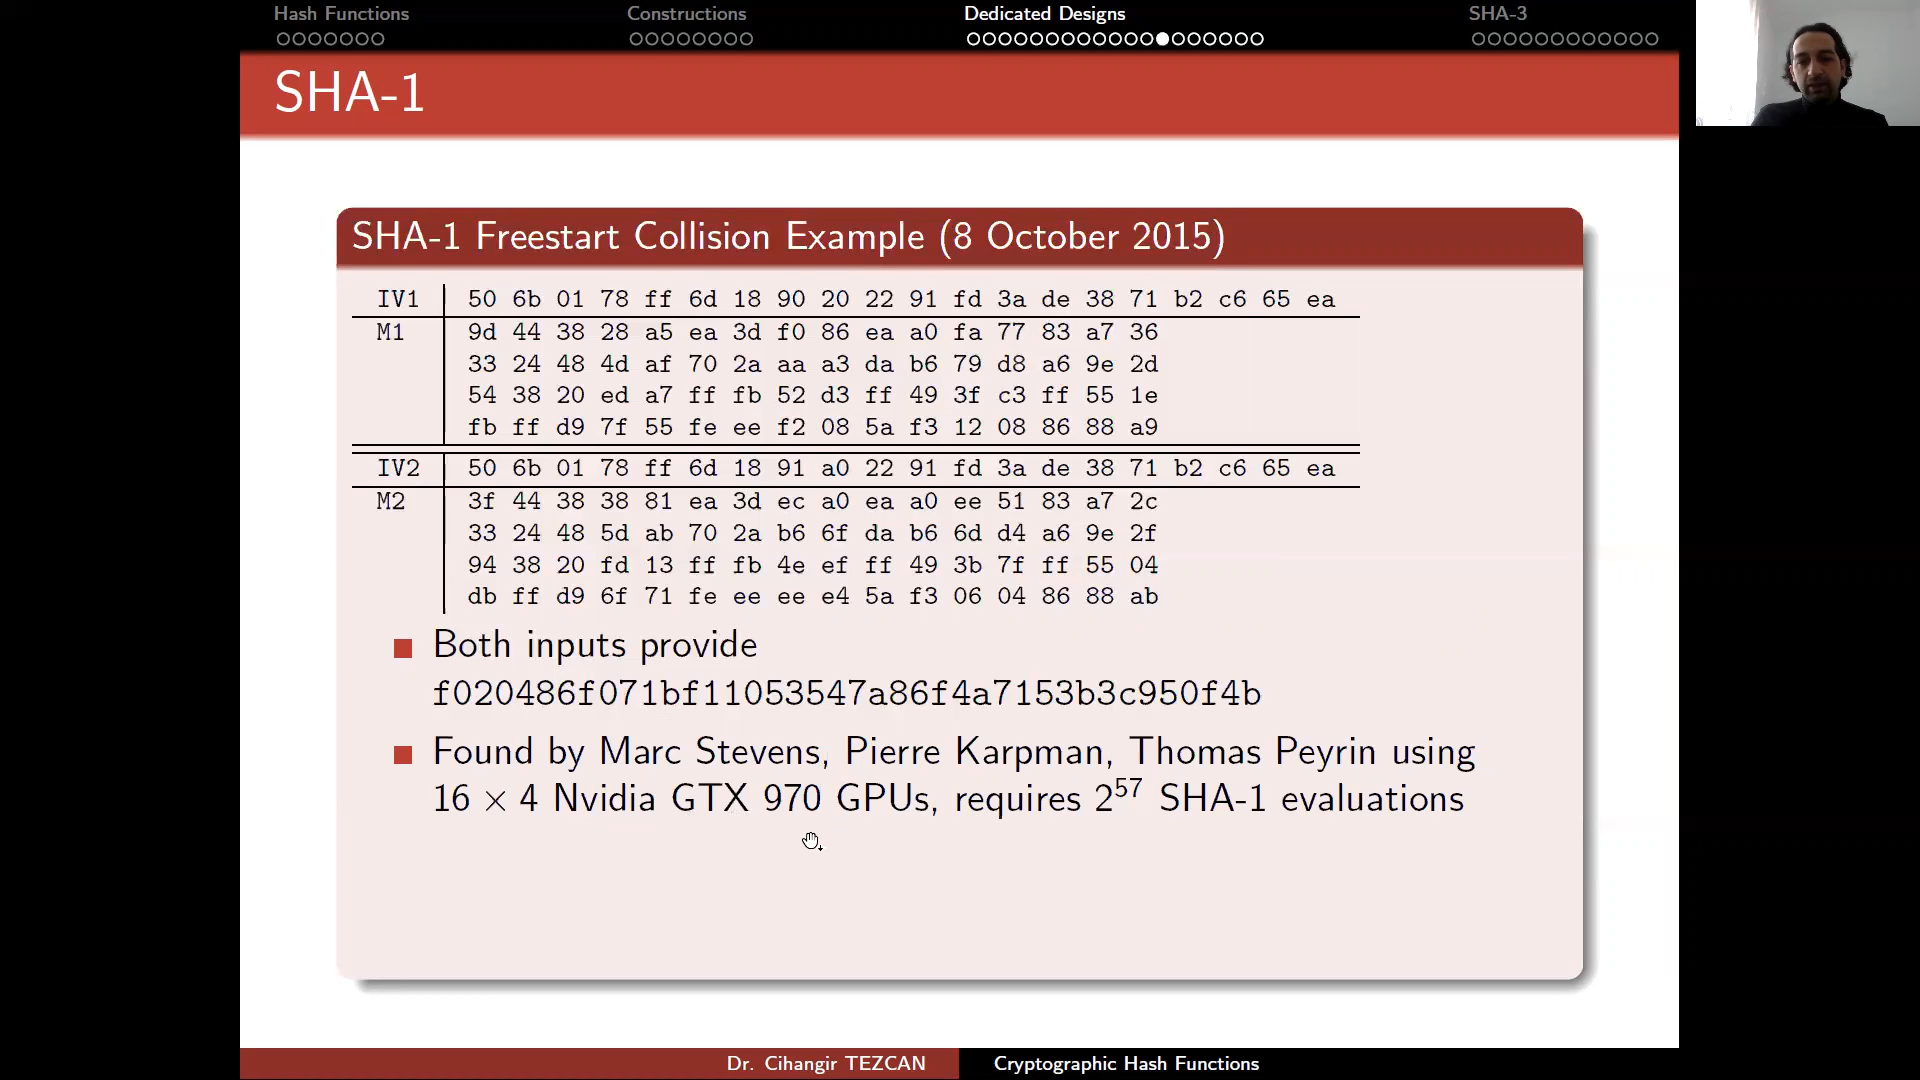 Hash Functions
Constructions
Dedicated Designs
SHA-3
SHA-1
SHA-1 Freestart Collision Example (8 October 2015)
IV1 50 6b 01 78 ff 6d 18 90 20 22 91 fd 3a de 38 71 b2 c6 65 ea
M1 9d 44 38 28 a5 ea 3d f0 86 ea a0 fa 77 83 a7 36
33 24 48 4d af 70 2a aa a3 da b6 79 d8 a6 9e 2d
54 38 20 ed a7 ff fb 52 d3 ff 49 3f c3 ff 55 1e
fb ff d9 7f 55 fe ee f2 08 5a f3 12 08 86 88 a9
IV2 50 6b 01 78 ff 6d 18 91 a0 22 91 fd 3a de 38 71 b2 c6 65 ea
M2 3f 44 38 38 81 ea 3d ec a0 ea a0 ee 51 83 a7 2c
33 24 48 5d ab 70 2a b6 6f da b6 6d d4 a6 9e 2f
94 38 20 fd 13 ff fb 4e ef ff 49 3b 7f ff 55 04
db ff d9 6f 71 fe ee ee e4 5a f3 06 04 86 88 ab
Both inputs provide
f020486f071bf11053547a86f4a7153b3c950f4b
Found by Marc Stevens, Pierre Karpman, Thomas Peyrin using
16 × 4 Nvidia GTX 970 GPUs, requires 2^57 SHA-1 evaluations
Dr. Cihangir TEZCAN
Cryptographic Hash Functions